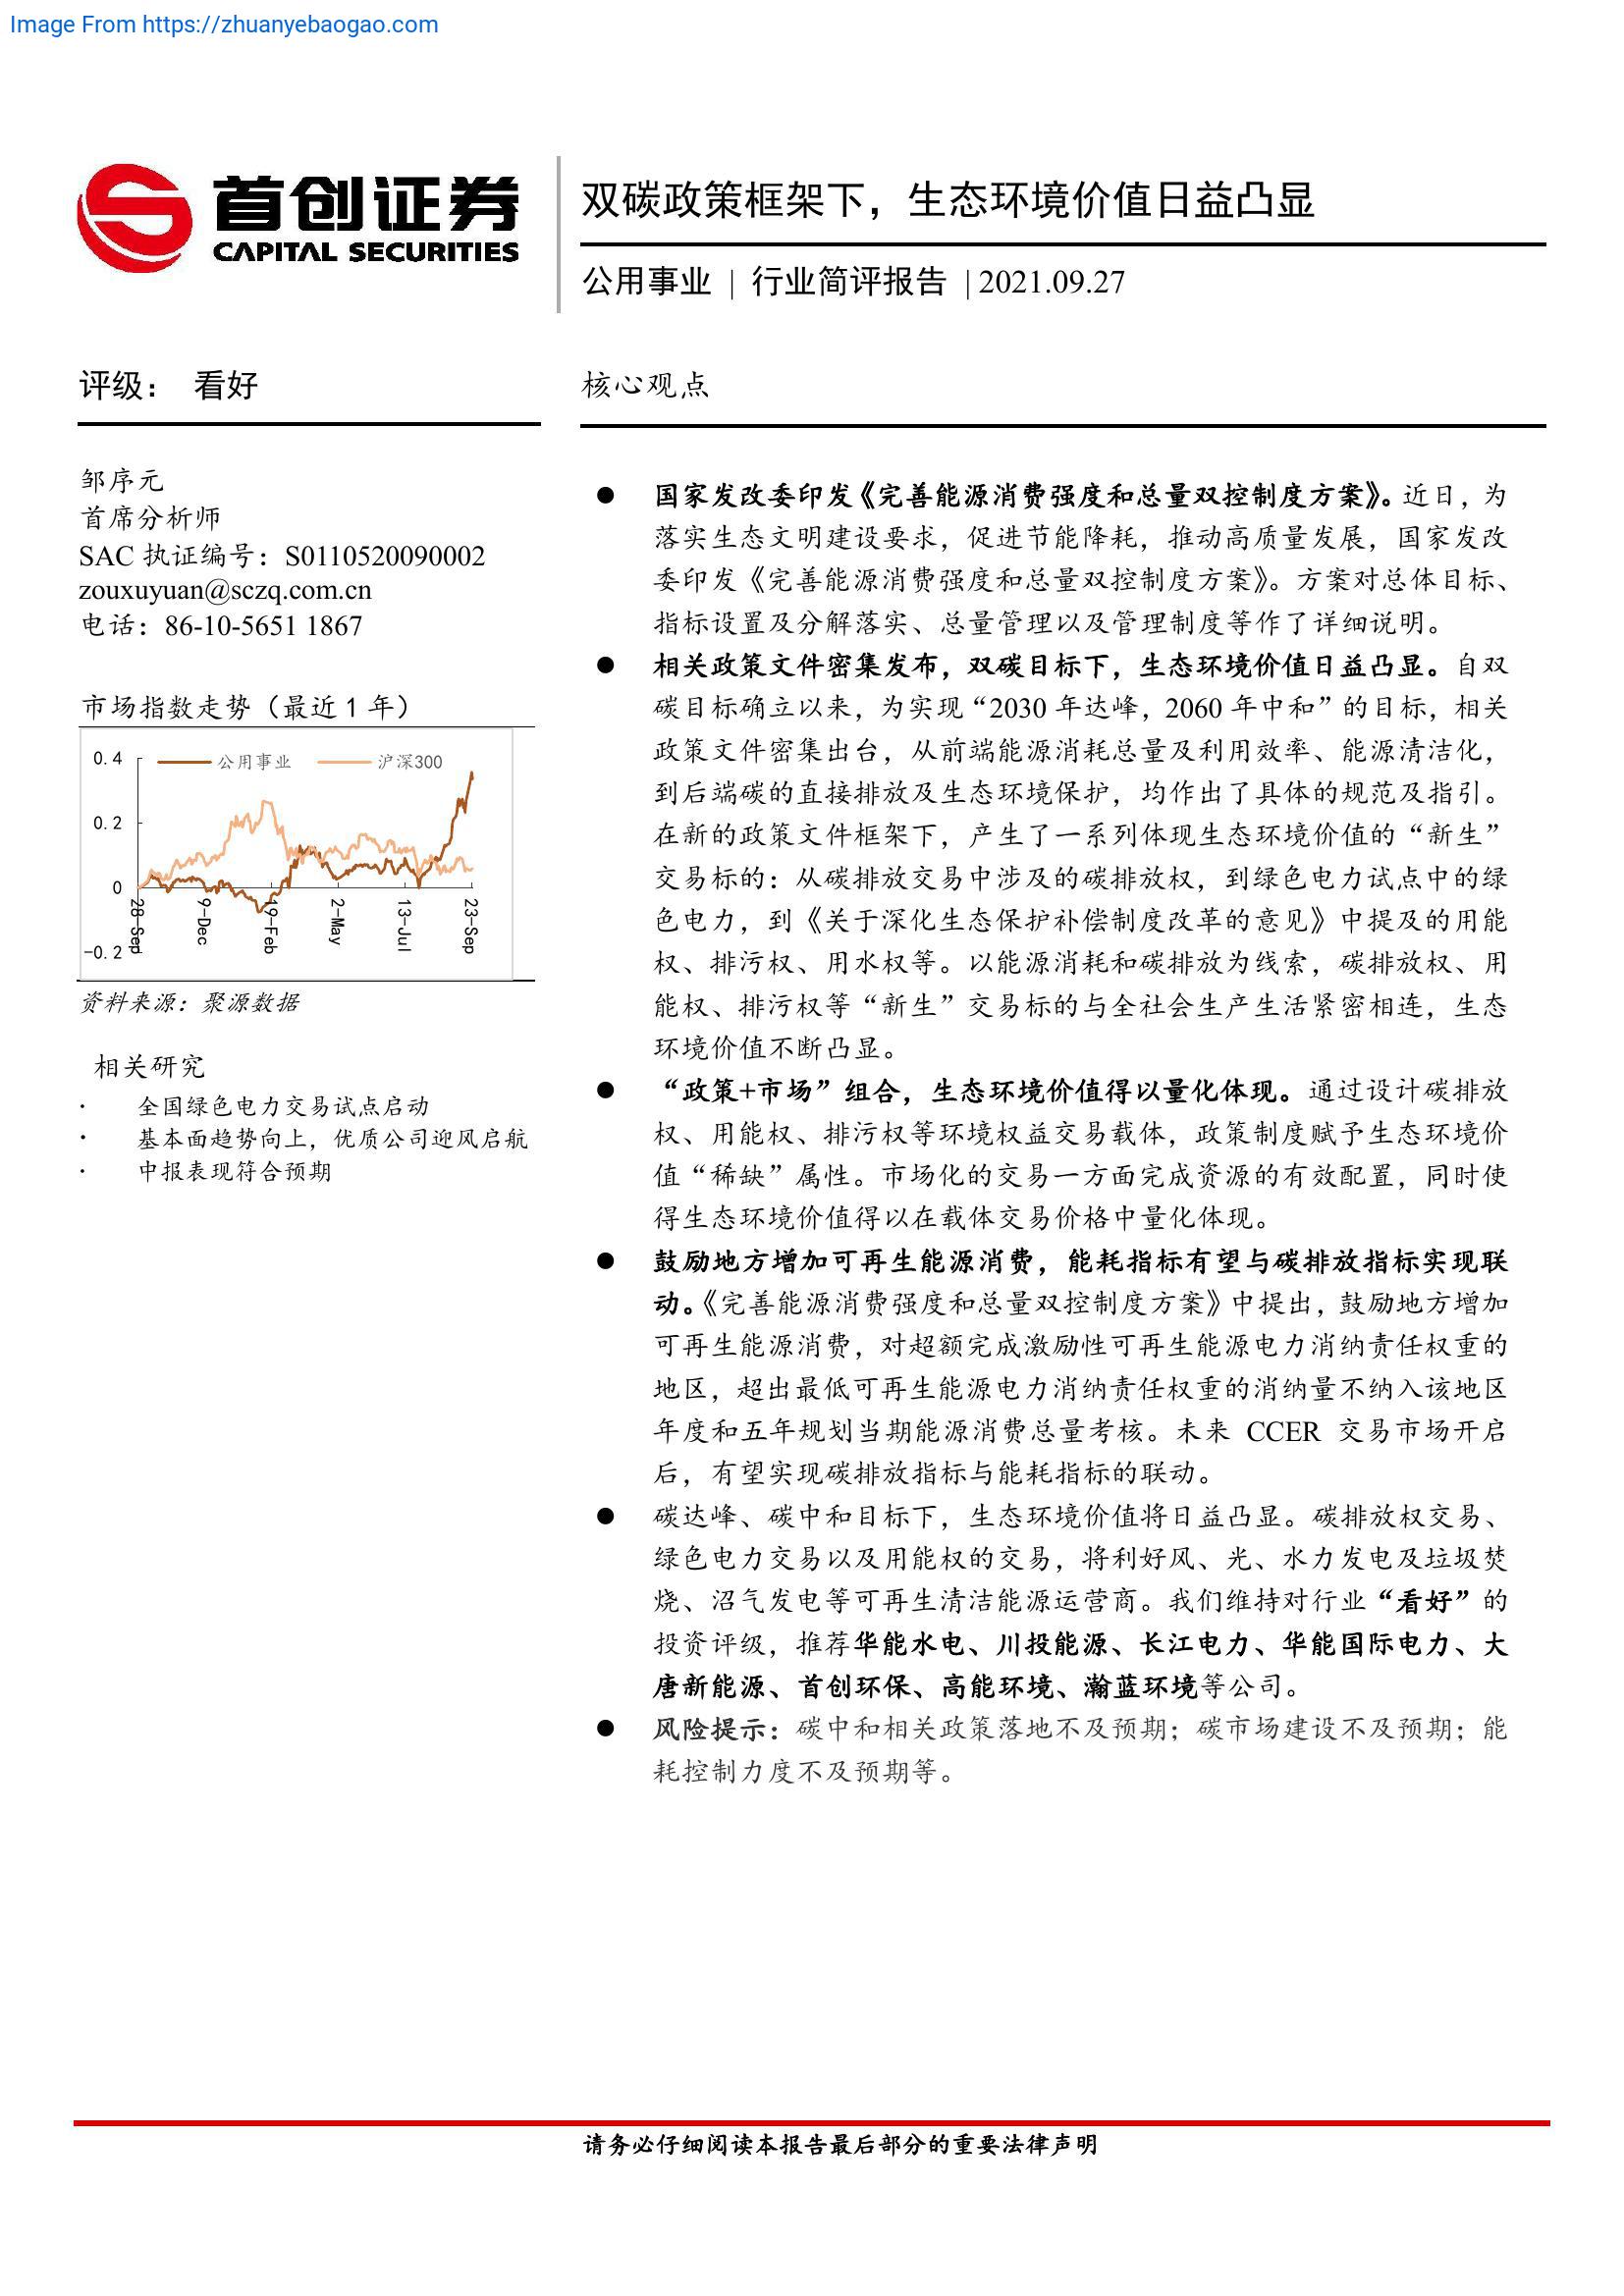 Image From https://zhuanyebaogao.com
首创证券
CAPITAL SECURITIES
双碳政策框架下，生态环境价值日益凸显
公用事业 | 行业简评报告 | 2021.09.27
评级： 看好
邹序元
首席分析师
SAC 执证编号：S0110520090002
zouxuyuan@sczq.com.cn
电话：86-10-5651 1867
市场指数走势（最近 1 年）
公用事业 沪深300
0.4
0.2
0
-0.2
28-Sep
9-Dec
19-Feb
2-May
13-Jul
23-Sep
资料来源：聚源数据
相关研究
· 全国绿色电力交易试点启动
· 基本面趋势向上，优质公司迎风启航
· 中报表现符合预期
核心观点
● 国家发改委印发《完善能源消费强度和总量双控制度方案》。近日，为
落实生态文明建设要求，促进节能降耗，推动高质量发展，国家发改
委印发《完善能源消费强度和总量双控制度方案》。方案对总体目标、
指标设置及分解落实、总量管理以及管理制度等作了详细说明。
● 相关政策文件密集发布，双碳目标下，生态环境价值日益凸显。自双
碳目标确立以来，为实现“2030 年达峰，2060 年中和”的目标，相关
政策文件密集出台，从前端能源消耗总量及利用效率、能源清洁化，
到后端碳的直接排放及生态环境保护，均作出了具体的规范及指引。
在新的政策文件框架下，产生了一系列体现生态环境价值的“新生”
交易标的：从碳排放交易中涉及的碳排放权，到绿色电力试点中的绿
色电力，到《关于深化生态保护补偿制度改革的意见》中提及的用能
权、排污权、用水权等。以能源消耗和碳排放为线索，碳排放权、用
能权、排污权等“新生”交易标的与全社会生产生活紧密相连，生态
环境价值不断凸显。
● “政策+市场”组合，生态环境价值得以量化体现。通过设计碳排放
权、用能权、排污权等环境权益交易载体，政策制度赋予生态环境价
值“稀缺”属性。市场化的交易一方面完成资源的有效配置，同时使
得生态环境价值得以在载体交易价格中量化体现。
● 鼓励地方增加可再生能源消费，能耗指标有望与碳排放指标实现联
动。《完善能源消费强度和总量双控制度方案》中提出，鼓励地方增加
可再生能源消费，对超额完成激励性可再生能源电力消纳责任权重的
地区，超出最低可再生能源电力消纳责任权重的消纳量不纳入该地区
年度和五年规划当期能源消费总量考核。未来 CCER 交易市场开启
后，有望实现碳排放指标与能耗指标的联动。
● 碳达峰、碳中和目标下，生态环境价值将日益凸显。碳排放权交易、
绿色电力交易以及用能权的交易，将利好风、光、水力发电及垃圾焚
烧、沼气发电等可再生清洁能源运营商。我们维持对行业“看好”的
投资评级，推荐华能水电、川投能源、长江电力、华能国际电力、大
唐新能源、首创环保、高能环境、瀚蓝环境等公司。
● 风险提示：碳中和相关政策落地不及预期；碳市场建设不及预期；能
耗控制力度不及预期等。
请务必仔细阅读本报告最后部分的重要法律声明